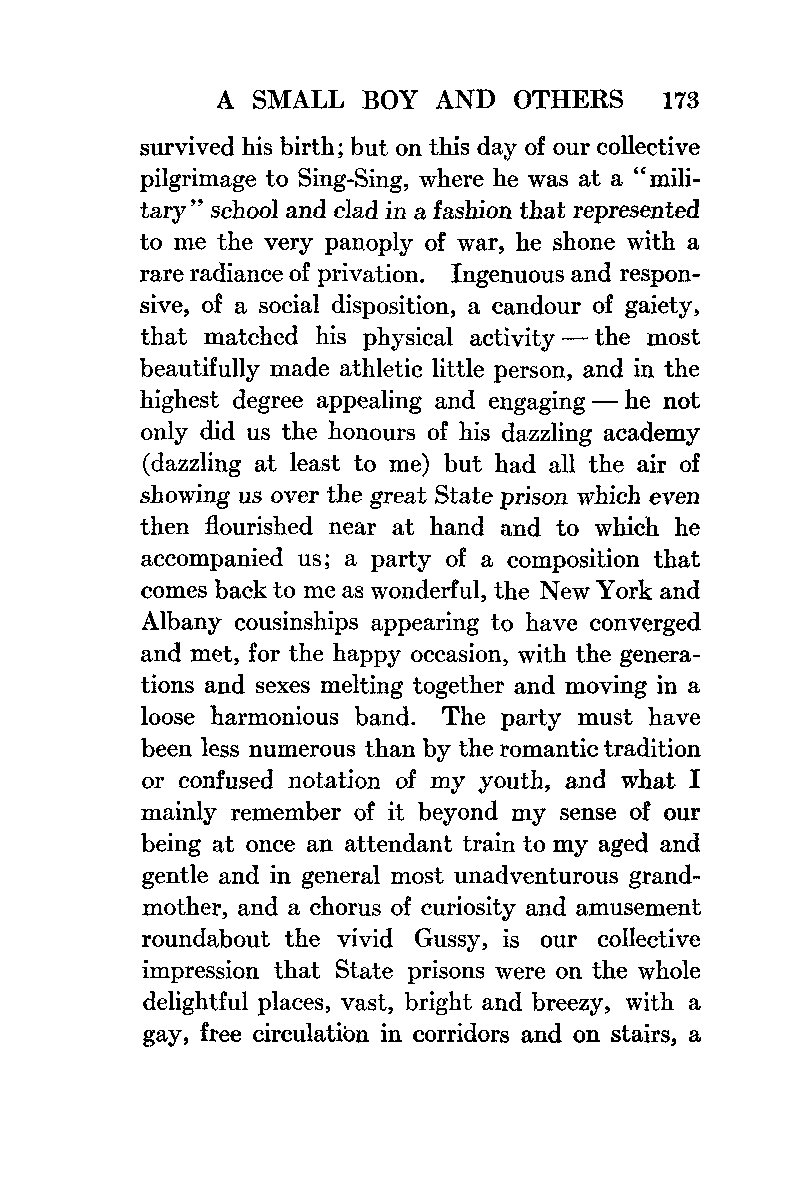 A SMALL BOY AND OTHERS 173
survived his birth; but on this day of our collective
pilgrimage to Sing-Sing, where he was at a “mili-
tary” school and clad in a fashion that represented
to me the very panoply of war, he shone with a
rare radiance of privation. Ingenuous and respon-
sive, of a social disposition, a candour of gaiety,
that matched his physical activity — the most
beautifully made athletic little person, and in the
highest degree appealing and engaging — he not
only did us the honours of his dazzling academy
(dazzling at least to me) but had all the air of
showing us over the great State prison which even
then flourished near at hand and to which he
accompanied us; a party of a composition that
comes back to me as wonderful, the New York and
Albany cousinships appearing to have converged
and met, for the happy occasion, with the genera-
tions and sexes melting together and moving in a
loose harmonious band. The party must have
been less numerous than by the romantic tradition
or confused notation of my youth, and what I
mainly remember of it beyond my sense of our
being at once an attendant train to my aged and
gentle and in general most unadventurous grand-
mother, and a chorus of curiosity and amusement
roundabout the vivid Gussy, is our collective
impression that State prisons were on the whole
delightful places, vast, bright and breezy, with a
gay, free circulation in corridors and on stairs, a